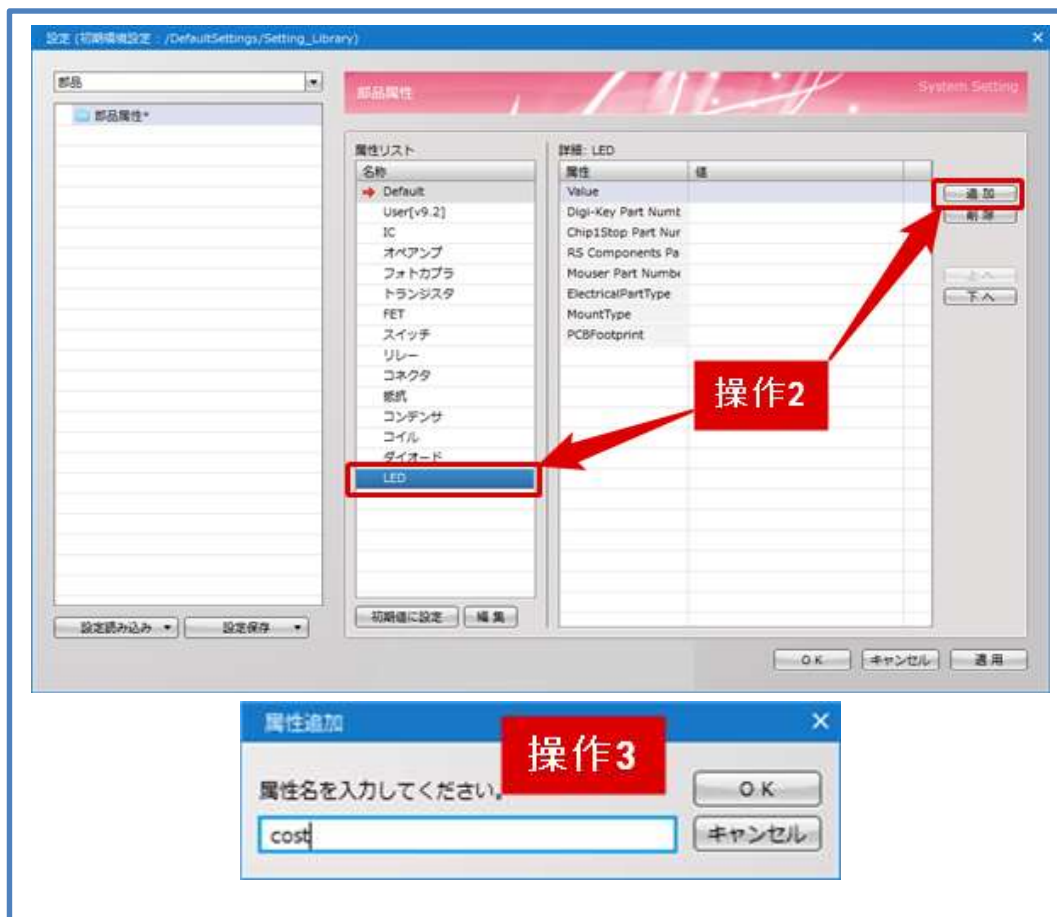 設定 (初期環境設定 : /DefaultSettings/Setting_Library)
部品
部品属性*
部品属性
System Setting
属性リスト
名称
Default
User[v9.2]
IC
オペアンプ
フォトカプラ
トランジスタ
FET
スイッチ
リレー
コネクタ
抵抗
コンデンサ
コイル
ダイオード
LED
初期値に設定
編集
詳細: LED
属性 値
Value
Digi-Key Part Numt
Chip1Stop Part Nur
RS Components Pa
Mouser Part Numbe
ElectricalPartType
MountType
PCBFootprint
追加
削除
上へ
下へ
操作2
設定読み込み
設定保存
OK
キャンセル
適用
属性追加
操作3
属性名を入力してください。
cost
OK
キャンセル